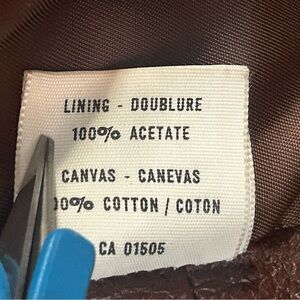 LINING - DOUBLURE
100% ACETATE
CANVAS - CANEVAS
00% COTTON / COTON
CA 01505